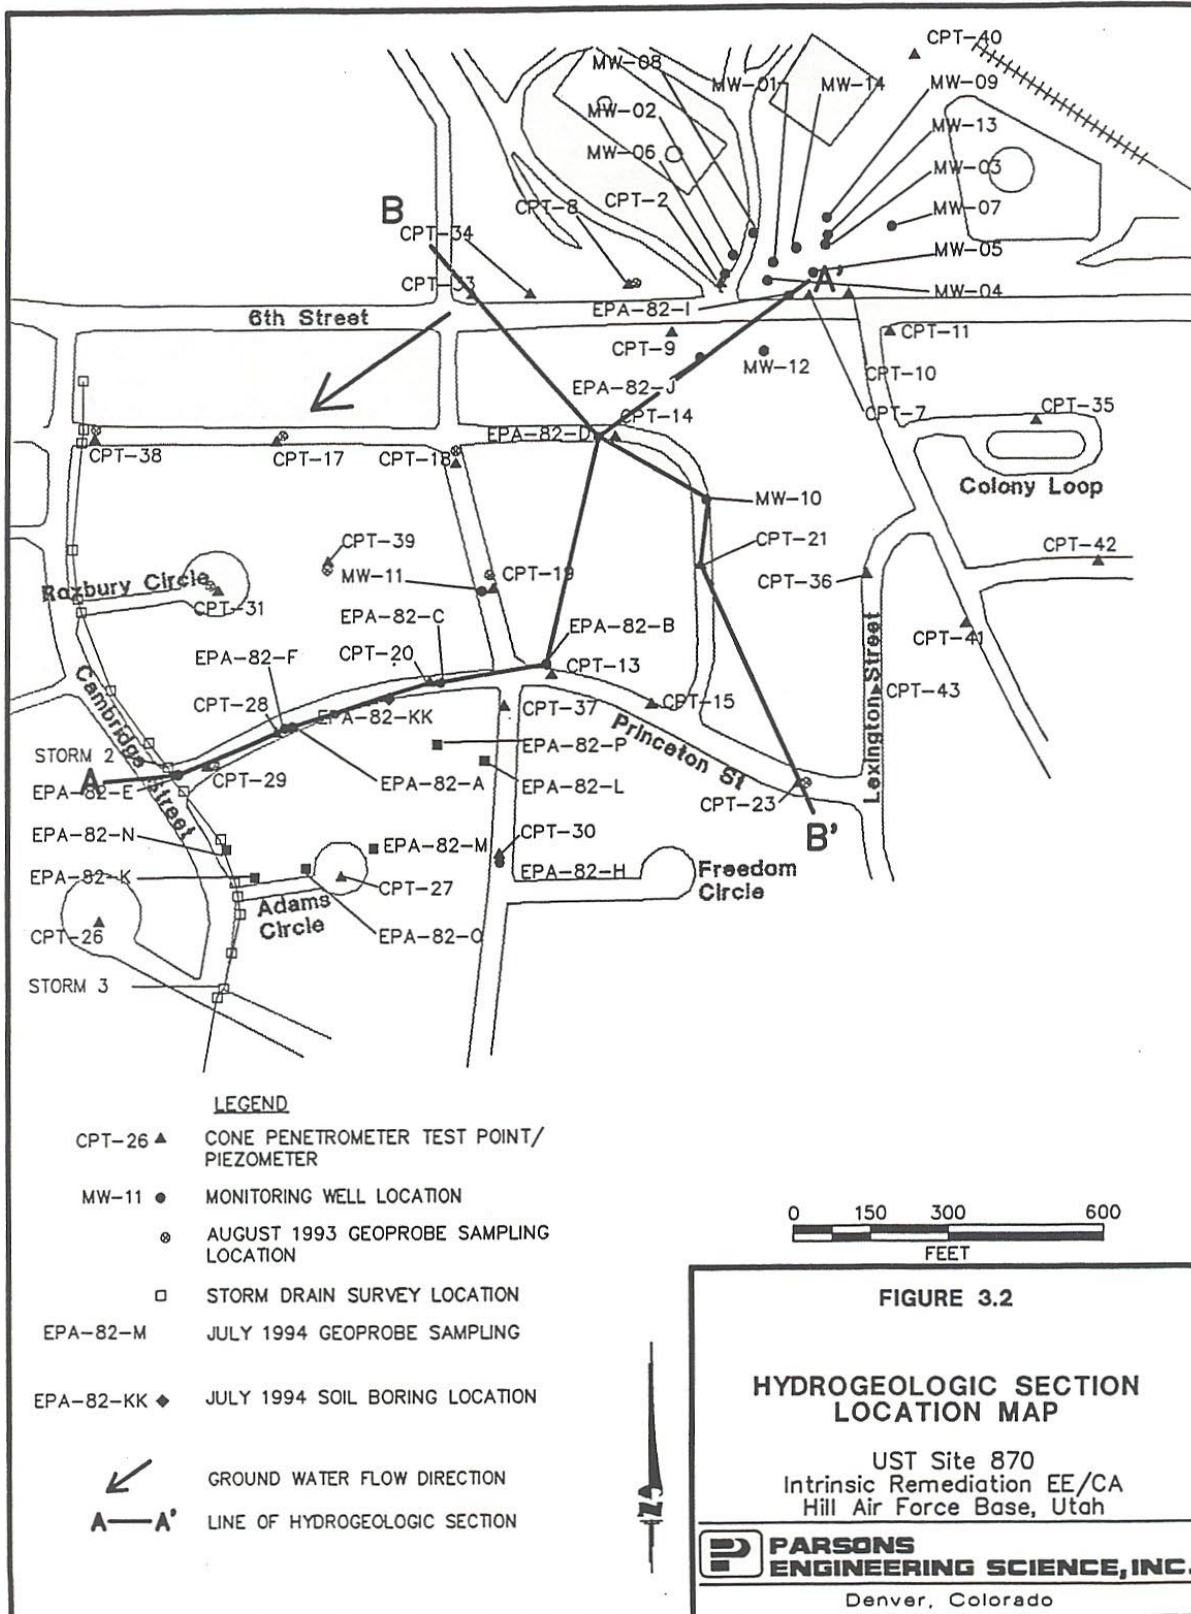 CPT-40
MW-08
MW-01
MW-14
MW-09
MW-02
MW-13
MW-06
MW-03
CPT-2
CPT-8
MW-07
B
CPT-34
MW-05
A'
CPT-33
MW-04
EPA-82-I
6th Street
CPT-9
CPT-11
MW-12
CPT-10
EPA-82-J
CPT-7
CPT-35
CPT-14
EPA-82-D
CPT-38
CPT-17
CPT-18
Colony Loop
MW-10
CPT-39
CPT-21
CPT-42
MW-11
CPT-19
CPT-36
Roxbury Circle
CPT-31
EPA-82-C
EPA-82-B
CPT-41
EPA-82-F
CPT-20
CPT-13
Lexington Street
CPT-43
Cambridge Street
CPT-28
EPA-82-KK
CPT-37
CPT-15
STORM 2
EPA-82-P
Princeton St
A
CPT-29
EPA-82-A
EPA-82-L
EPA-82-E
CPT-23
B'
EPA-82-N
EPA-82-M
CPT-30
EPA-82-K
CPT-27
EPA-82-H
Freedom
Circle
Adams
Circle
CPT-26
EPA-82-O
STORM 3
LEGEND
CPT-26 CONE PENETROMETER TEST POINT/
PIEZOMETER
MW-11 MONITORING WELL LOCATION
AUGUST 1993 GEOPROBE SAMPLING
LOCATION
STORM DRAIN SURVEY LOCATION
EPA-82-M JULY 1994 GEOPROBE SAMPLING
EPA-82-KK JULY 1994 SOIL BORING LOCATION
GROUND WATER FLOW DIRECTION
A A' LINE OF HYDROGEOLOGIC SECTION
0 150 300 600
FEET
N
FIGURE 3.2
HYDROGEOLOGIC SECTION
LOCATION MAP
UST Site 870
Intrinsic Remediation EE/CA
Hill Air Force Base, Utah
PARSONS
ENGINEERING SCIENCE, INC.
Denver, Colorado